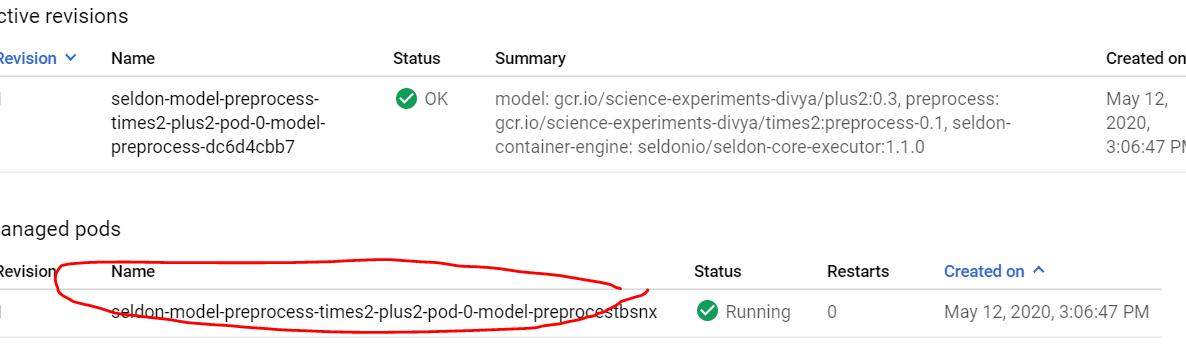 ctive revisions
Revision Name Status Summary Created on
seldon-model-preprocess- OK model: gcr.io/science-experiments-divya/plus2:0.3, preprocess: May 12,
times2-plus2-pod-0-model- gcr.io/science-experiments-divya/times2:preprocess-0.1, seldon- 2020,
preprocess-dc6d4cbb7 container-engine: seldonio/seldon-core-executor:1.1.0 3:06:47 PM
anaged pods
Revision Name Status Restarts Created on
seldon-model-preprocess-times2-plus2-pod-0-model-preprocestbsnx Running 0 May 12, 2020, 3:06:47 PM